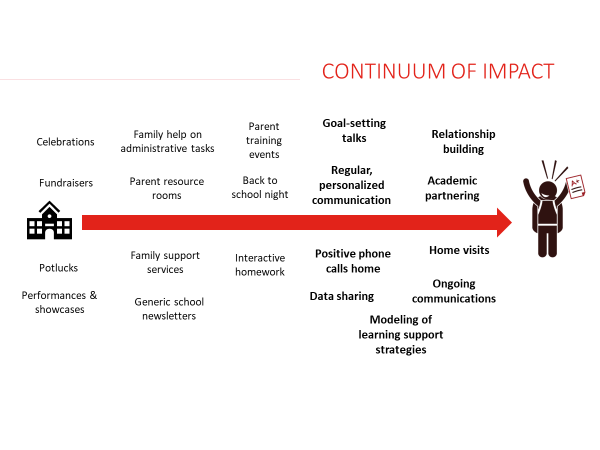 CONTINUUM OF IMPACT
Celebrations
Family help on
administrative tasks
Parent
training
events
Goal-setting
talks
Relationship
building
Fundraisers
Parent resource
rooms
Back to
school night
Regular,
personalized
communication
Academic
partnering
A+
Potlucks
Family support
services
Interactive
homework
Positive phone
calls home
Home visits
Performances &
showcases
Generic school
newsletters
Data sharing
Ongoing
communications
Modeling of
learning support
strategies